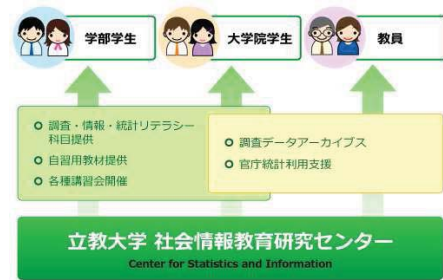 学部学生
大学院学生
教員
調査・情報・統計リテラシー
科目提供
自習用教材提供
各種講習会開催
調査データアーカイブス
官庁統計利用支援
立教大学 社会情報教育研究センター
Center for Statistics and Information